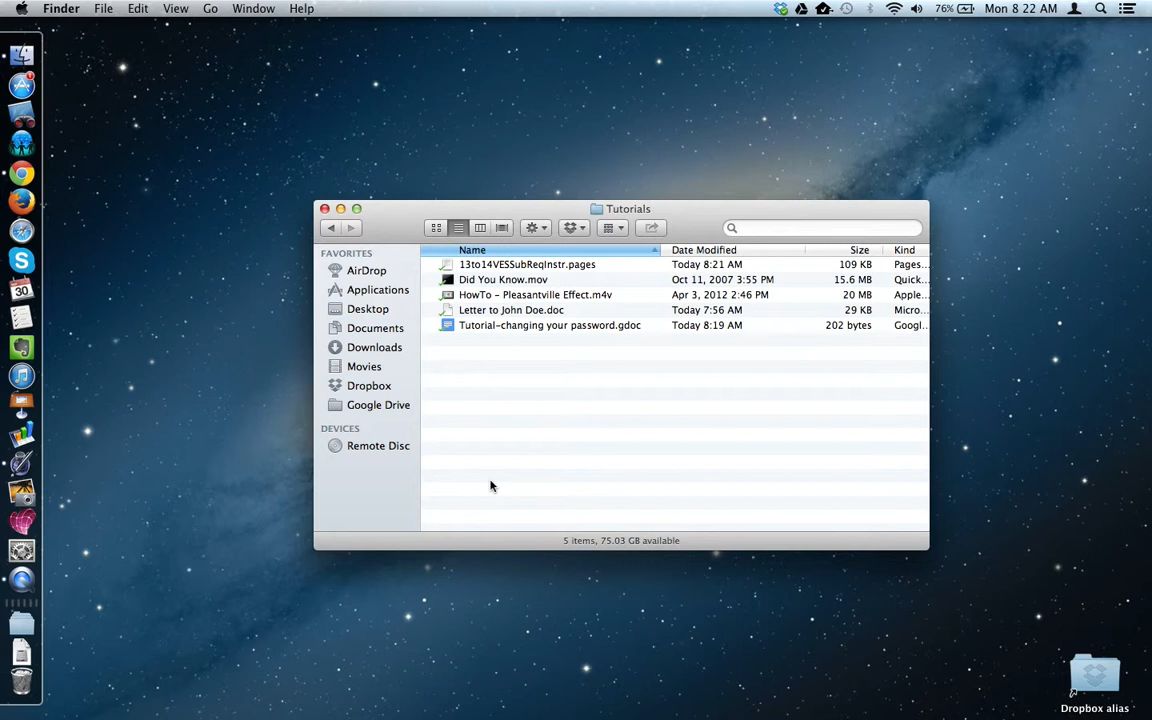 Finder File Edit View Go Window Help 76% Mon 8:22 AM
Tutorials
FAVORITES
AirDrop
Applications
Desktop
Documents
Downloads
Movies
Dropbox
Google Drive
DEVICES
Remote Disc
Name Date Modified Size Kind
13to14VESSubReqInstr.pages Today 8:21 AM 109 KB Pages...
Did You Know.mov Oct 11, 2007 3:55 PM 15.6 MB Quick...
HowTo - Pleasantville Effect.m4v Apr 3, 2012 2:46 PM 20 MB Apple...
Letter to John Doe.doc Today 7:56 AM 29 KB Micro...
Tutorial-changing your password.gdoc Today 8:19 AM 202 bytes Googl...
5 items, 75.03 GB available
1
30
Dropbox alias